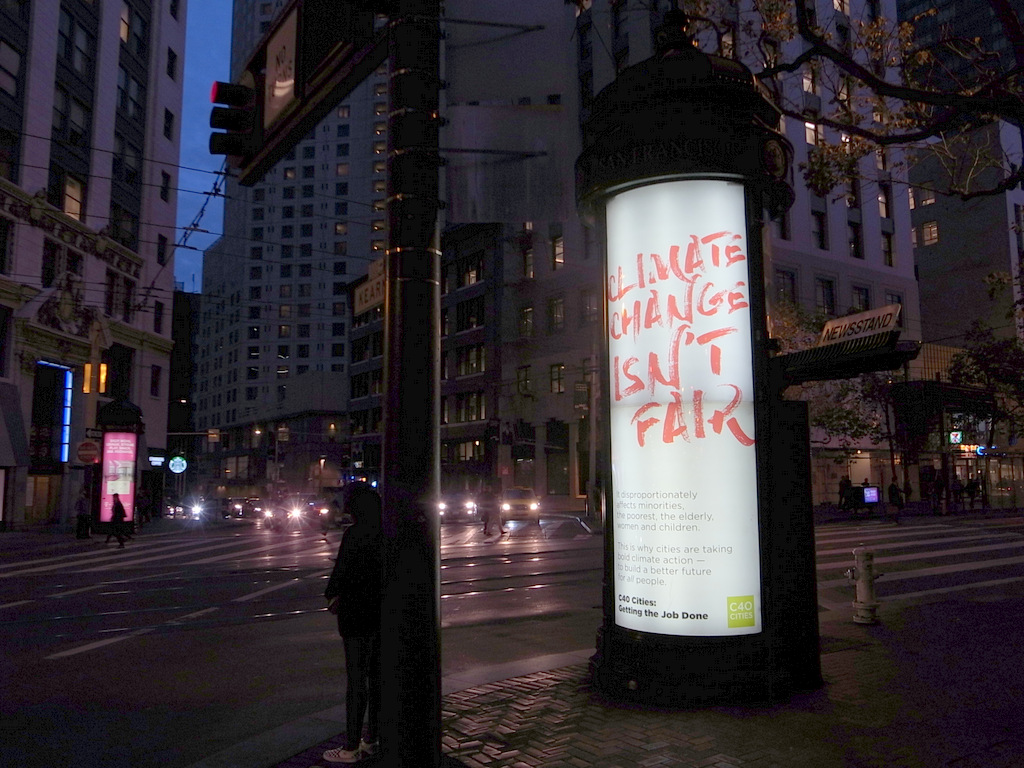 SAN FRANCISCO
CLIMATE
CHANGE
ISN'T
FAIR
It disproportionately
affects minorities,
the poorest, the elderly,
women and children.
This is why cities are taking
bold climate action —
to build a better future
for all people.
C40 Cities:
Getting the Job Done
C40
CITIES
NEWSSTAND
KEARNY
NO